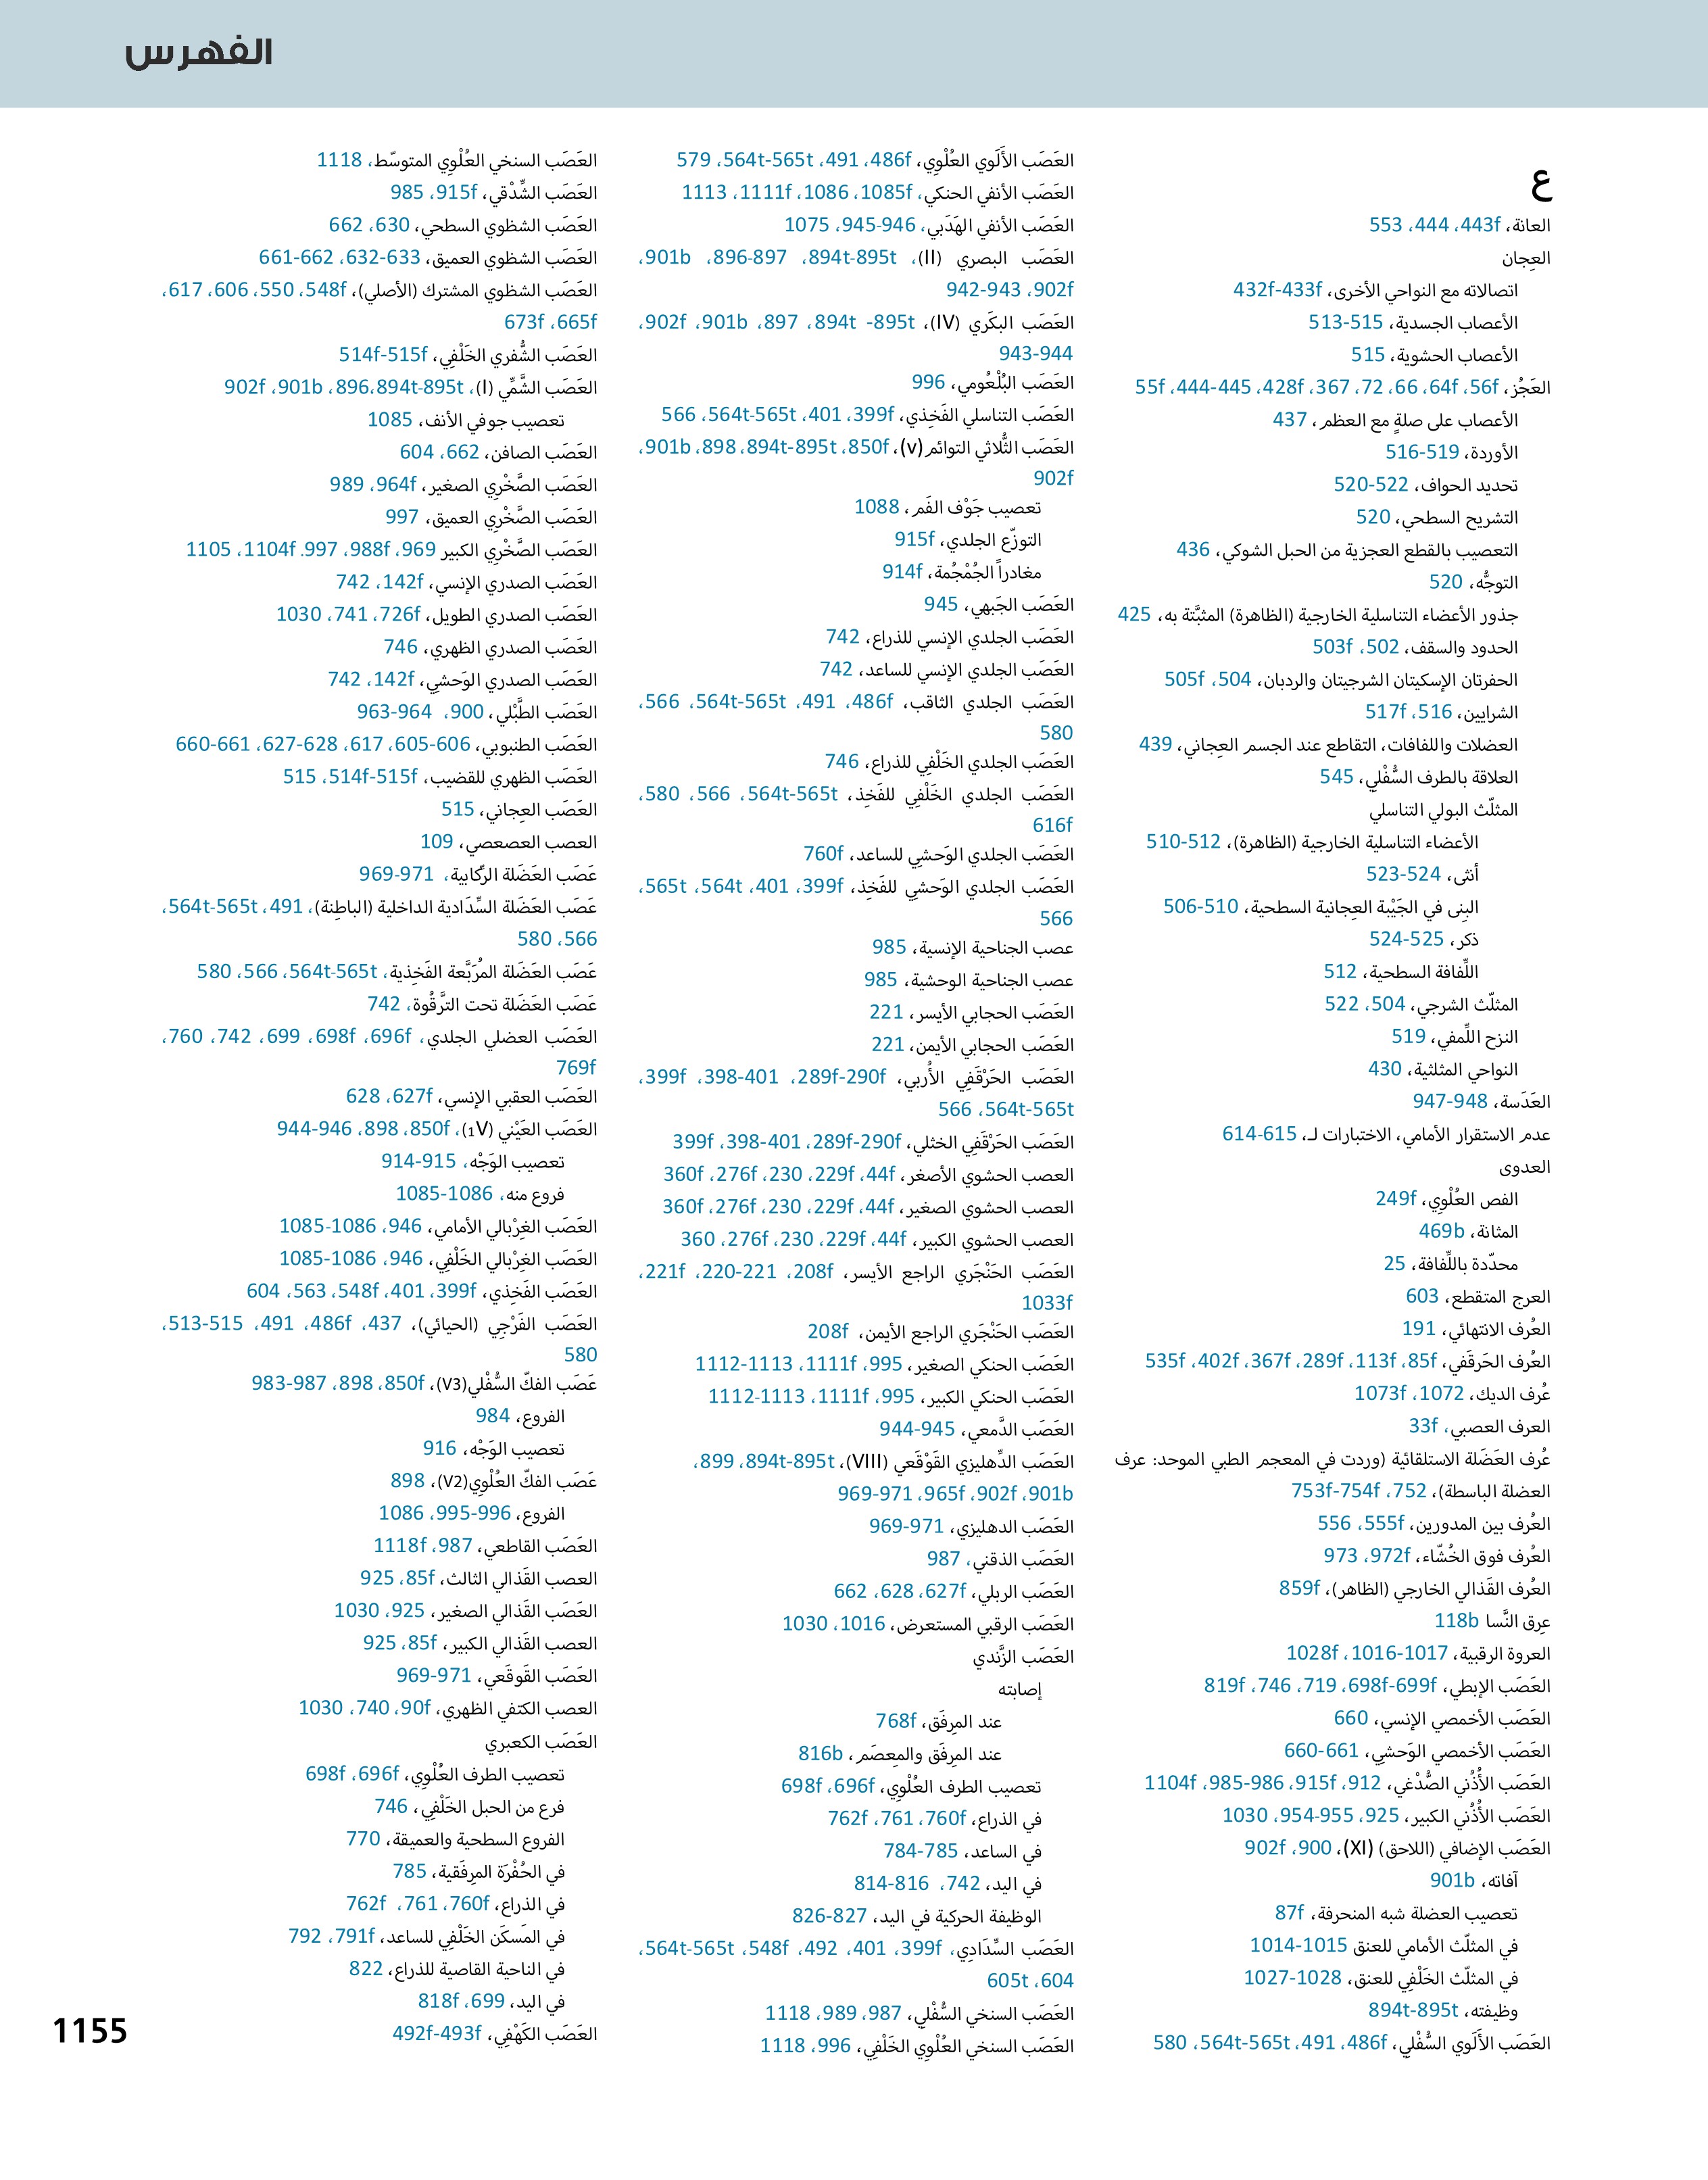 الفهرس
ع
العانة، 443f، 444، 553
العِجان
اتصالاته مع النواحي الأخرى، 432f-433f
الأعصاب الجسدية، 513-515
الأعصاب الحشوية، 515
العَجُز، 56f، 64f، 66، 72، 367، 428f، 444-445، 55f
الأعصاب على صلةٍ مع العظم، 437
الأوردة، 516-519
تحديد الحواف، 520-522
التشريح السطحي، 520
التعصيب بالقطع العجزية من الحبل الشوكي، 436
التوجُّه، 520
جذور الأعضاء التناسلية الخارجية (الظاهرة) المثبَّتة به، 425
الحدود والسقف، 502، 503f
الحفرتان الإسكيتان الشرجيتان والردبان، 504، 505f
الشرايين، 516، 517f
العضلات واللفافات، التقاطع عند الجسم العِجاني، 439
العلاقة بالطرف السُّفْلِي، 545
المثلّث البولي التناسلي
الأعضاء التناسلية الخارجية (الظاهرة)، 510-512
أنثى، 523-524
البِنى في الجَيْبة العِجانية السطحية، 506-510
ذكر، 524-525
اللِّفافة السطحية، 512
المثلّث الشرجي، 504، 522
النزح اللِّمفي، 519
النواحي المثلثية، 430
العَدَسة، 947-948
عدم الاستقرار الأمامي، الاختبارات لـ، 614-615
العدوى
الفص العُلْوِي، 249f
المثانة، 469b
محدّدة باللِّفافة، 25
العرج المتقطع، 603
العُرف الانتهائي، 191
العُرف الحَرقَفي، 85f، 113f، 289f، 367f، 402f، 535f
عُرف الديك، 1072، 1073f
العرف العصبي، 33f
عُرف العَضَلة الاستلقائية (وردت في المعجم الطبي الموحد: عرف
العضلة الباسطة)، 752، 753f-754f
العُرف بين المدورين، 555f، 556
العُرف فوق الخُشّاء، 972f، 973
العُرف القَذالي الخارجي (الظاهر)، 859f
عِرق النَّسا 118b
العروة الرقبية، 1016-1017، 1028f
العَصَب الإبطي، 698f-699f، 719، 746، 819f
العَصَب الأخمصي الإنسي، 660
العَصَب الأخمصي الوَحشِي، 660-661
العَصَب الأُذُني الصُّدْغي، 912، 915f، 985-986، 1104f
العَصَب الأُذُني الكبير، 925، 954-955، 1030
العَصَب الإضافي (اللاحق) (XI)، 900، 902f
آفاته، 901b
تعصيب العضلة شبه المنحرفة، 87f
في المثلّث الأمامي للعنق 1014-1015
في المثلّث الخَلْفِي للعنق، 1027-1028
وظيفته، 894t-895t
العَصَب الأَلَوي السُّفْلِي، 486f، 491، 564t-565t، 580
العَصَب الأَلَوي العُلْوِي، 486f، 491، 564t-565t، 579
العَصَب الأنفي الحنكي، 1085f، 1086، 1111f، 1113
العَصَب الأنفي الهَدَبي، 945-946، 1075
العَصَب البصري (II)، 894t-895t، 896-897، 901b،
902f، 942-943
العَصَب البكَري (IV)، 894t -895t، 897، 901b، 902f،
943-944
العَصَب البُلْعُومي، 996
العَصَب التناسلي الفَخِذي، 399f، 401، 564t-565t، 566
العَصَب الثُّلاثي التوائم(v)، 850f، 894t-895t، 898، 901b،
902f
تعصيب جَوْف الفَم، 1088
التوزّع الجلدي، 915f
مغادراً الجُمْجُمة، 914f
العَصَب الجَبهي، 945
العَصَب الجلدي الإنسي للذراع، 742
العَصَب الجلدي الإنسي للساعد، 742
العَصَب الجلدي الثاقب، 486f، 491، 564t-565t، 566،
580
العَصَب الجلدي الخَلْفِي للذراع، 746
العَصَب الجلدي الخَلْفِي للفَخِذ، 564t-565t، 566، 580،
616f
العَصَب الجلدي الوَحشِي للساعد، 760f
العَصَب الجلدي الوَحشِي للفَخِذ، 399f، 401، 564t، 565t،
566
عصب الجناحية الإنسية، 985
عصب الجناحية الوحشية، 985
العَصَب الحجابي الأيسر، 221
العَصَب الحجابي الأيمن، 221
العَصَب الحَرْقَفِي الأُربي، 289f-290f، 398-401، 399f،
564t-565t، 566
العَصَب الحَرْقَفِي الخثلي، 289f-290f، 398-401، 399f
العصب الحشوي الأصغر، 44f، 229f، 230، 276f، 360f
العصب الحشوي الصغير، 44f، 229f، 230، 276f، 360f
العصب الحشوي الكبير، 44f، 229f، 230، 276f، 360
العَصَب الحَنْجَري الراجع الأيسر، 208f، 220-221، 221f،
1033f
العَصَب الحَنْجَري الراجع الأيمن، 208f
العَصَب الحنكي الصغير، 995، 1111f، 1112-1113
العَصَب الحنكي الكبير، 995، 1111f، 1112-1113
العَصَب الدَّمعي، 944-945
العَصَب الدِّهليزي القَوْقَعي (VIII)، 894t-895t، 899،
901b، 902f، 965f، 969-971
العَصَب الدهليزي، 969-971
العَصَب الذقني، 987
العَصَب الربلي، 627f، 628، 662
العَصَب الرقبي المستعرض، 1016، 1030
العَصَب الزَّندي
إصابته
عند المرِفَق، 768f
عند المرِفَق والمِعصَم، 816b
تعصيب الطرف العُلْوِي، 696f، 698f
في الذراع، 760f، 761، 762f
في الساعد، 784-785
في اليد، 742، 814-816
الوظيفة الحركية في اليد، 826-827
العَصَب السِّدَادِي، 399f، 401، 492، 548f، 564t-565t،
604، 605t
العَصَب السنخي السُّفْلِي، 987، 989، 1118
العَصَب السنخي العُلْوِي الخَلْفِي، 996، 1118
العَصَب السنخي العُلْوِي المتوسّط، 1118
العَصَب الشِّدْقي، 915f، 985
العَصَب الشظوي السطحي، 630، 662
العَصَب الشظوي العميق، 632-633، 661-662
العَصَب الشظوي المشترك (الأصلي)، 548f، 550، 606، 617،
665f، 673f
العَصَب الشُّفري الخَلْفِي، 514f-515f
العَصَب الشَّمِّي (I)، 894t-895t،896، 901b، 902f
تعصيب جوفي الأنف، 1085
العَصَب الصافن، 662، 604
العَصَب الصَّخْرِي الصغير، 964f، 989
العَصَب الصَّخْرِي العميق، 997
العَصَب الصَّخْرِي الكبير 969، 988f، 997. 1104f، 1105
العَصَب الصدري الإنسي، 142f، 742
العَصَب الصدري الطويل، 726f، 741، 1030
العَصَب الصدري الظهري، 746
العَصَب الصدري الوَحشِي، 142f، 742
العَصَب الطَّبْلي، 900، 963-964
العَصَب الطنبوبي، 605-606، 617، 627-628، 660-661
العَصَب الظهري للقضيب، 514f-515f، 515
العَصَب العِجاني، 515
العصب العصعصي، 109
عَصَب العَضَلة الرِّكابية، 969-971
عَصَب العَضَلة السِّدَادية الداخلية (الباطِنة)، 491، 564t-565t،
566، 580
عَصَب العَضَلة المُرَبَّعة الفَخِذية، 564t-565t، 566، 580
عَصَب العَضَلة تحت التَّرقُوة، 742
العَصَب العضلي الجلدي، 696f، 698f، 699، 742، 760،
769f
العَصَب العقبي الإنسي، 627f، 628
العَصَب العَيْني (V₁)، 850f، 898، 944-946
تعصيب الوَجْه، 914-915
فروع منه، 1085-1086
العَصَب الغِرْبالي الأمامي، 946، 1085-1086
العَصَب الغِرْبالي الخَلْفِي، 946، 1085-1086
العَصَب الفَخِذي، 399f، 401، 548f، 563، 604
العَصَب الفَرْجي (الحيائي)، 437، 486f، 491، 513-515،
580
عَصَب الفكّ السُّفْلي(V3)، 850f، 898، 983-987
الفروع، 984
تعصيب الوَجْه، 916
عَصَب الفكّ العُلْوِي(V2)، 898
الفروع، 995-996، 1086
العَصَب القاطعي، 987، 1118f
العصب القَذالي الثالث، 85f، 925
العَصَب القَذالي الصغير، 925، 1030
العصب القَذالي الكبير، 85f، 925
العَصَب القَوقَعي، 969-971
العصب الكتفي الظهري، 90f، 740، 1030
العَصَب الكعبري
تعصيب الطرف العُلْوِي، 696f، 698f
فرع من الحبل الخَلْفِي، 746
الفروع السطحية والعميقة، 770
في الحُفْرَة المرِفَقية، 785
في الذراع، 760f، 761، 762f
في المَسكَن الخَلْفِي للساعد، 791f، 792
في الناحية القاصية للذراع، 822
في اليد، 699، 818f
العَصَب الكَهْفِي، 492f-493f
1155